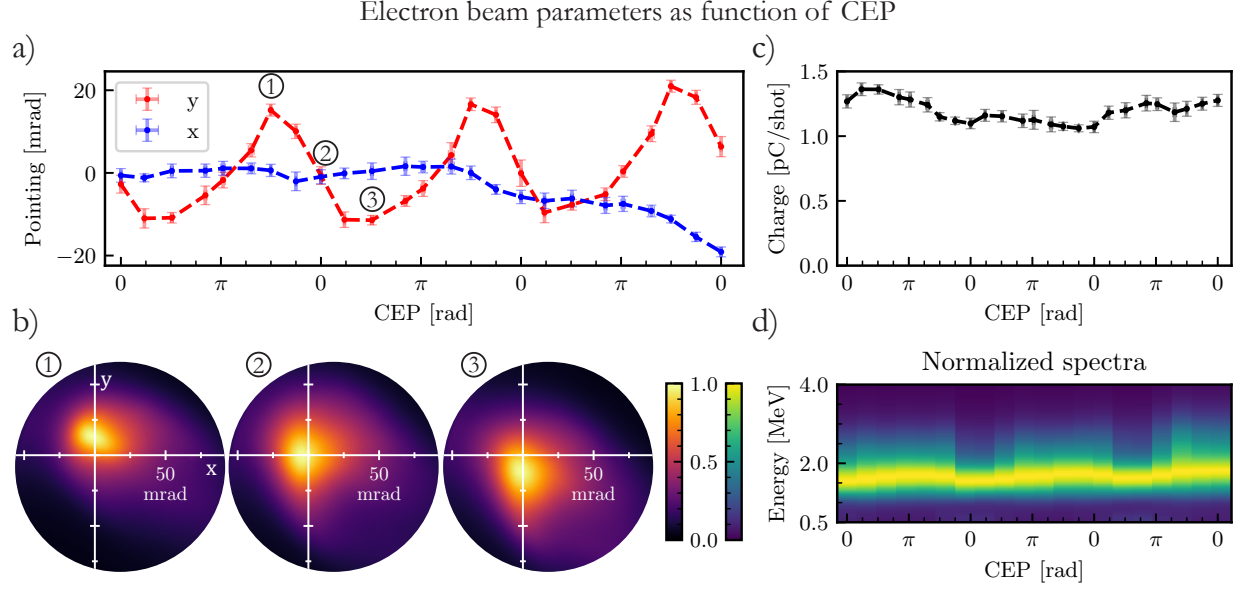 Electron beam parameters as function of CEP
a)
Pointing [mrad]
20
0
−20
y
x
①
②
③
0 π 0 π 0 π 0
CEP [rad]
c)
Charge [pC/shot]
1.5
1.0
0.5
0.0
0 π 0 π 0 π 0
CEP [rad]
b)
①
y
x
50
mrad
②
50
mrad
③
50
mrad
1.0
0.5
0.0
d)
Normalized spectra
Energy [MeV]
4.0
2.0
0.5
0 π 0 π 0 π 0
CEP [rad]